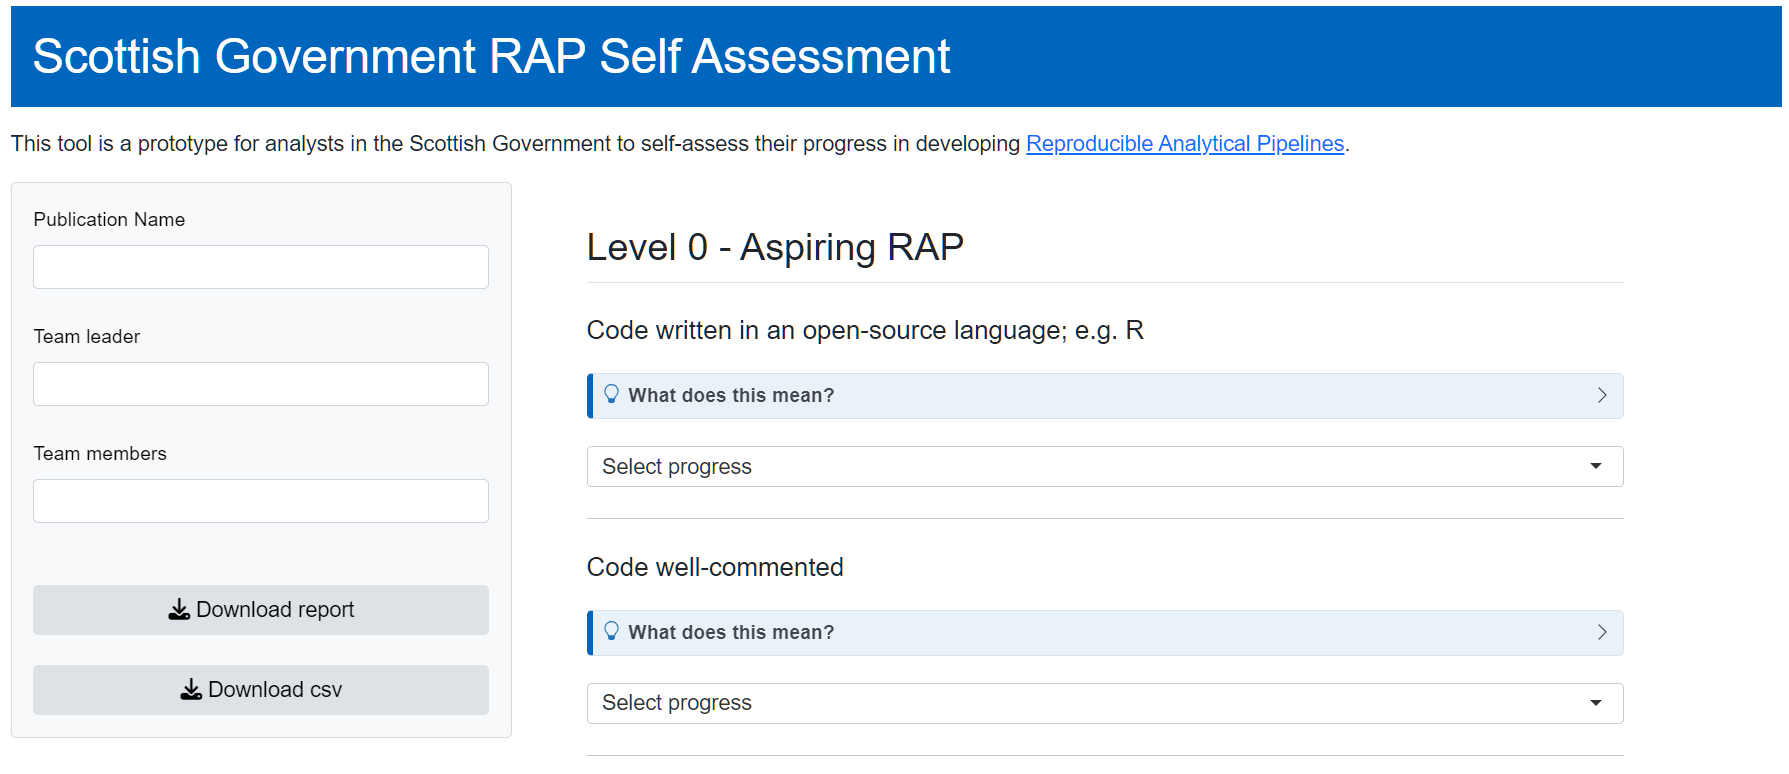 Scottish Government RAP Self Assessment
This tool is a prototype for analysts in the Scottish Government to self-assess their progress in developing Reproducible Analytical Pipelines.
Publication Name
Team leader
Team members
Download report
Download csv
Level 0 - Aspiring RAP
Code written in an open-source language; e.g. R
What does this mean?
Select progress
Code well-commented
What does this mean?
Select progress